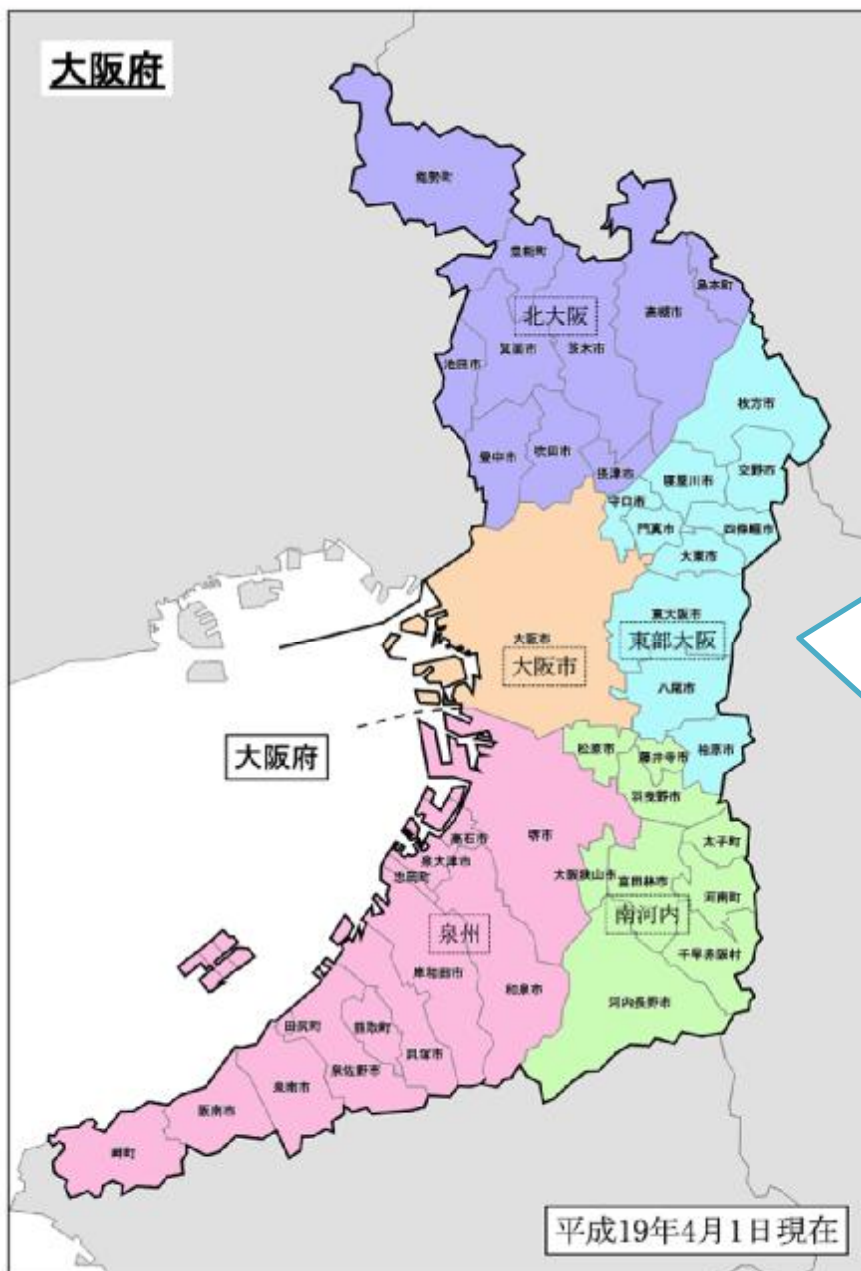 大阪府
能勢町
豊能町
島本町
高槻市
北大阪
箕面市
茨木市
池田市
枚方市
豊中市
吹田市
摂津市
寝屋川市
交野市
守口市
門真市
四條畷市
大東市
東大阪市
大阪市
東部大阪
大阪市
八尾市
大阪府
松原市
藤井寺市
柏原市
羽曳野市
高石市
堺市
太子町
泉大津市
忠岡町
大阪狭山市
富田林市
河南町
泉州
南河内
千早赤阪村
岸和田市
和泉市
河内長野市
田尻町
熊取町
貝塚市
泉佐野市
泉南市
阪南市
岬町
平成19年4月1日現在